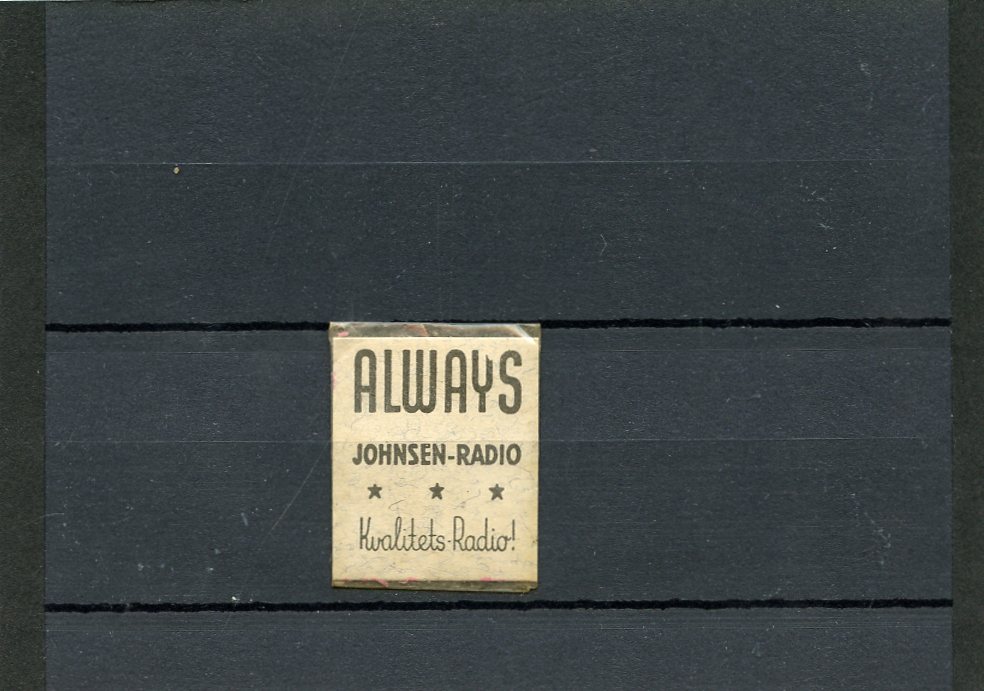 ALWAYS
JOHNSEN-RADIO
★ ★ ★
Kvalitets-Radio!